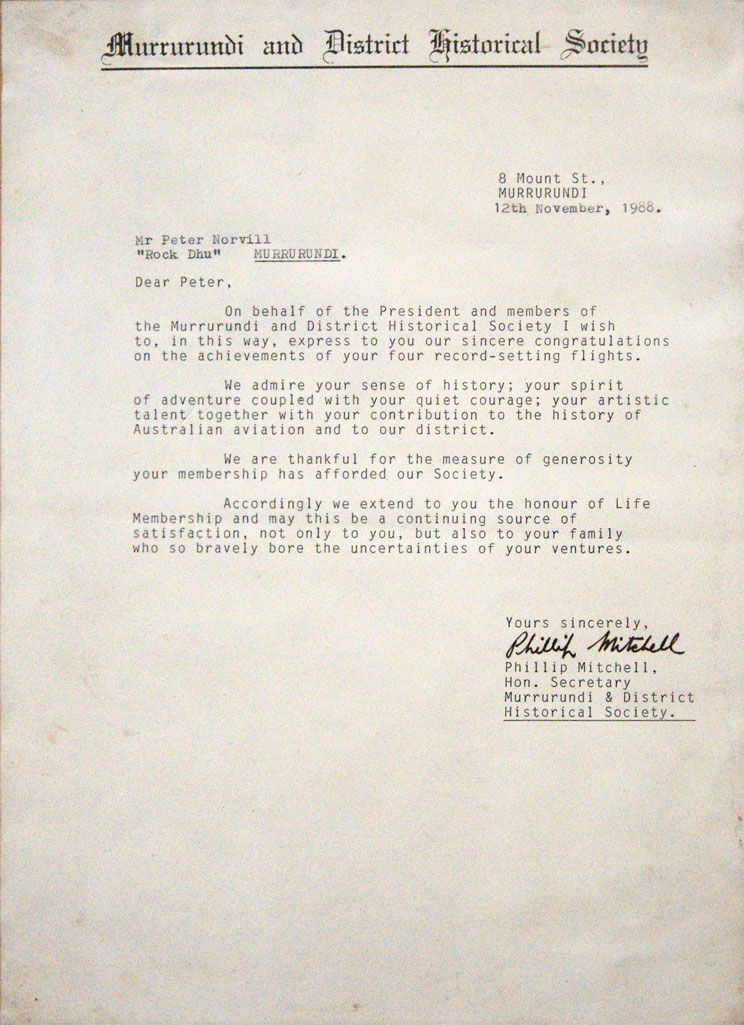 Murrurundi and District Historical Society
8 Mount St.,
MURRURUNDI
12th November, 1988.
Mr Peter Norvill
"Rock Dhu" MURRURUNDI.
Dear Peter,
On behalf of the President and members of
the Murrurundi and District Historical Society I wish
to, in this way, express to you our sincere congratulations
on the achievements of your four record-setting flights.
We admire your sense of history; your spirit
of adventure coupled with your quiet courage; your artistic
talent together with your contribution to the history of
Australian aviation and to our district.
We are thankful for the measure of generosity
your membership has afforded our Society.
Accordingly we extend to you the honour of Life
Membership and may this be a continuing source of
satisfaction, not only to you, but also to your family
who so bravely bore the uncertainties of your ventures.
Yours sincerely,
Phillip Mitchell
Phillip Mitchell,
Hon. Secretary
Murrurundi & District
Historical Society.